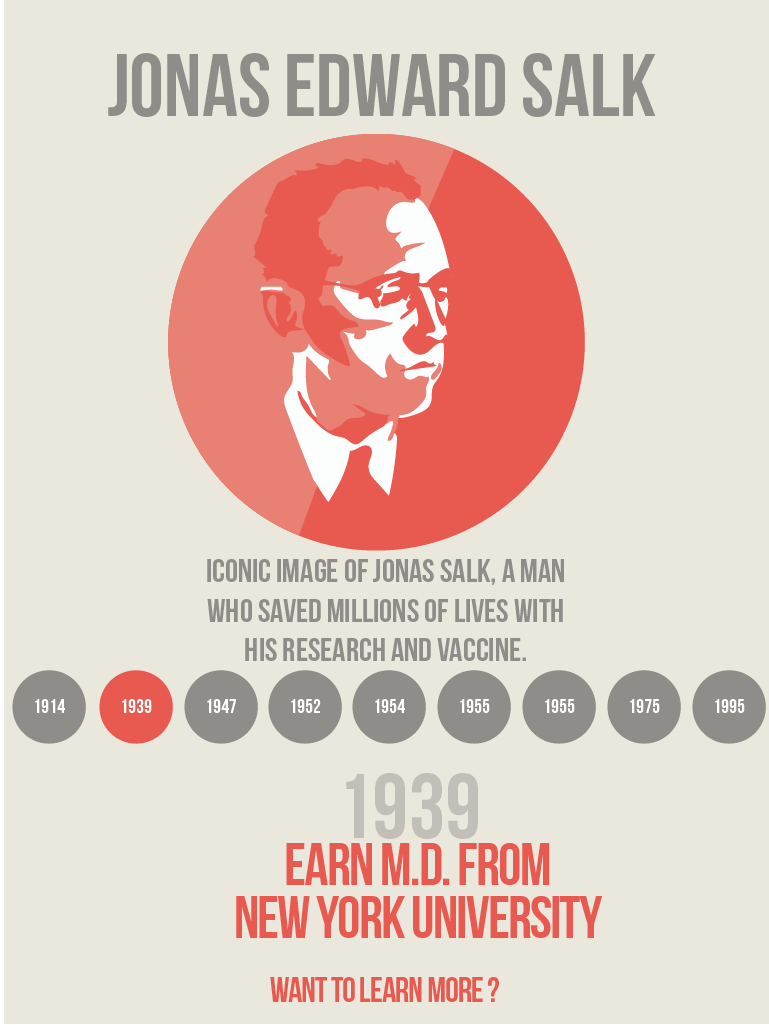 JONAS EDWARD SALK
ICONIC IMAGE OF JONAS SALK, A MAN
WHO SAVED MILLIONS OF LIVES WITH
HIS RESEARCH AND VACCINE.
1914 1939 1947 1952 1954 1955 1955 1975 1995
1939
EARN M.D. FROM
NEW YORK UNIVERSITY
WANT TO LEARN MORE ?